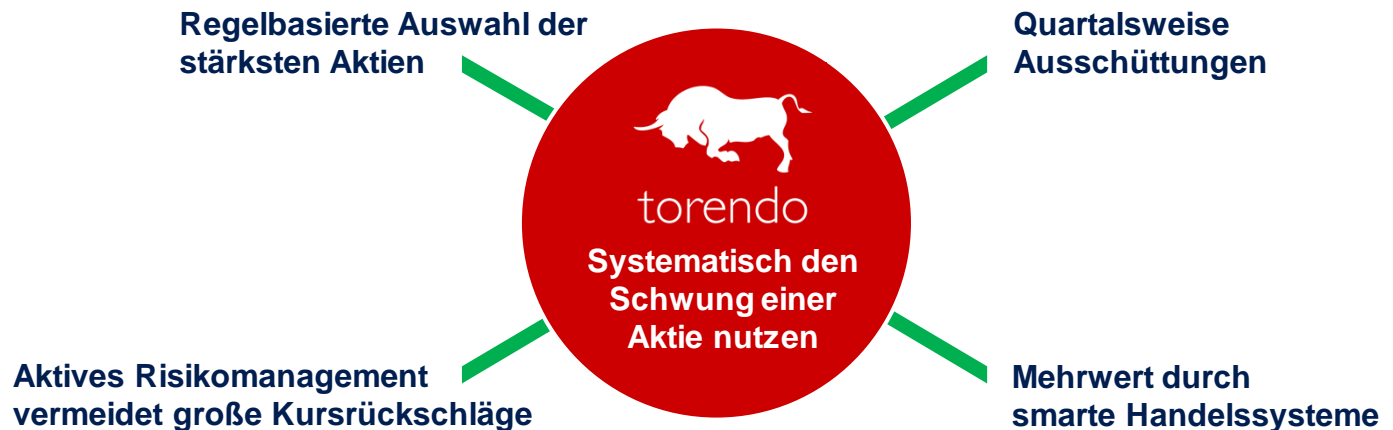 Regelbasierte Auswahl der
stärksten Aktien
Quartalsweise
Ausschüttungen
torendo
Systematisch den
Schwung einer
Aktie nutzen
Aktives Risikomanagement
vermeidet große Kursrückschläge
Mehrwert durch
smarte Handelssysteme